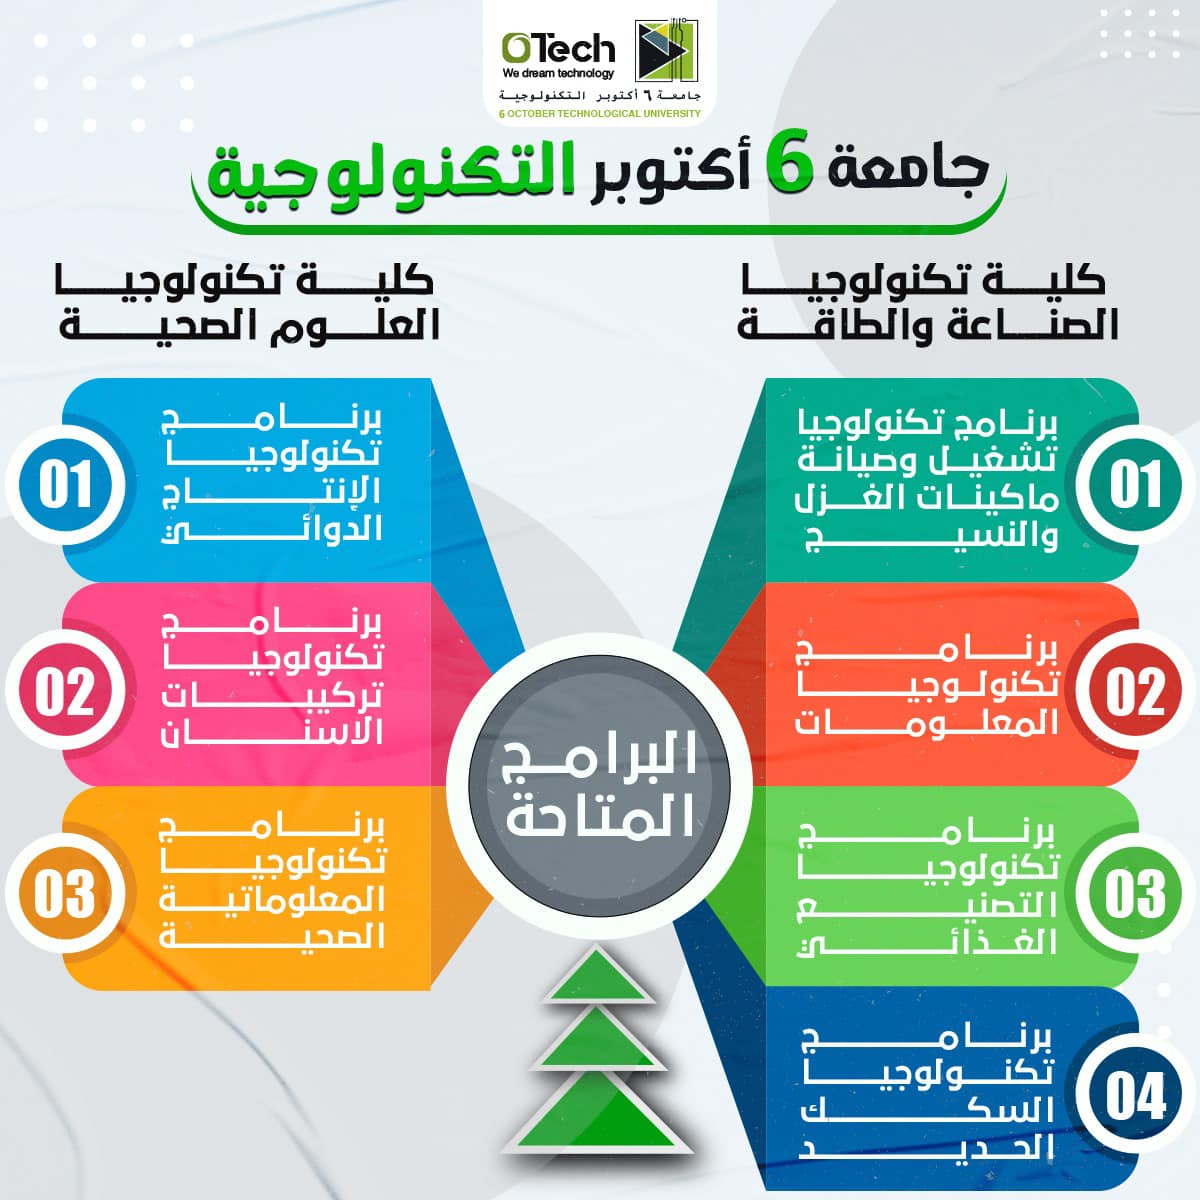 OTech
We dream technology
جامعة ٦ أكتوبر التكنولوجية
6 OCTOBER TECHNOLOGICAL UNIVERSITY
جامعة 6 أكتوبر التكنولوجية
كلية تكنولوجيا
الصناعة والطاقة
01
برنامج تكنولوجيا
تشغيل وصيانة
ماكينات الغزل
والنسيج
02
برنامج
تكنولوجيا
المعلومات
03
برنامج
تكنولوجيا
التصنيع
الغذائي
04
برنامج
تكنولوجيا
السكك
الحديد
كلية تكنولوجيا
العلوم الصحية
01
برنامج
تكنولوجيا
الإنتاج
الدوائي
02
برنامج
تكنولوجيا
تركيبات
الاسنان
03
برنامج
تكنولوجيا
المعلوماتية
الصحية
البرامج
المتاحة